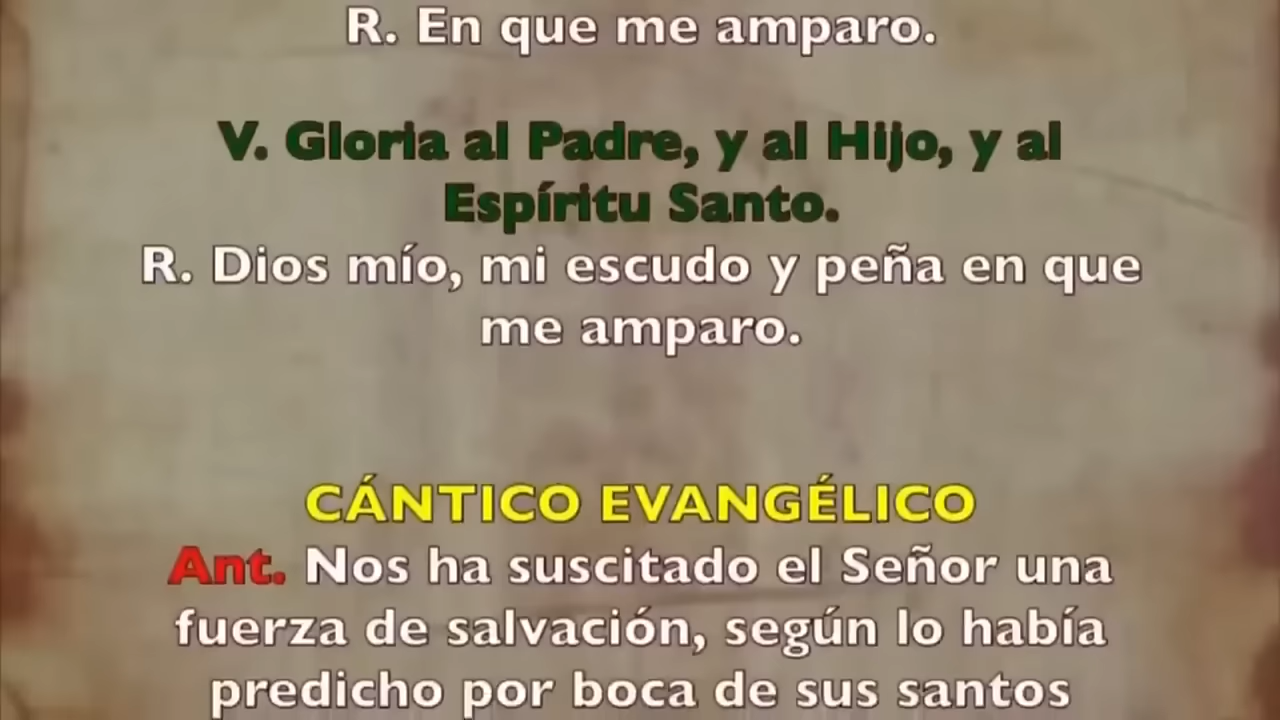 R. En que me amparo.
V. Gloria al Padre, y al Hijo, y al
Espíritu Santo.
R. Dios mío, mi escudo y peña en que
me amparo.
CÁNTICO EVANGÉLICO
Ant. Nos ha suscitado el Señor una
fuerza de salvación, según lo había
predicho por boca de sus santos